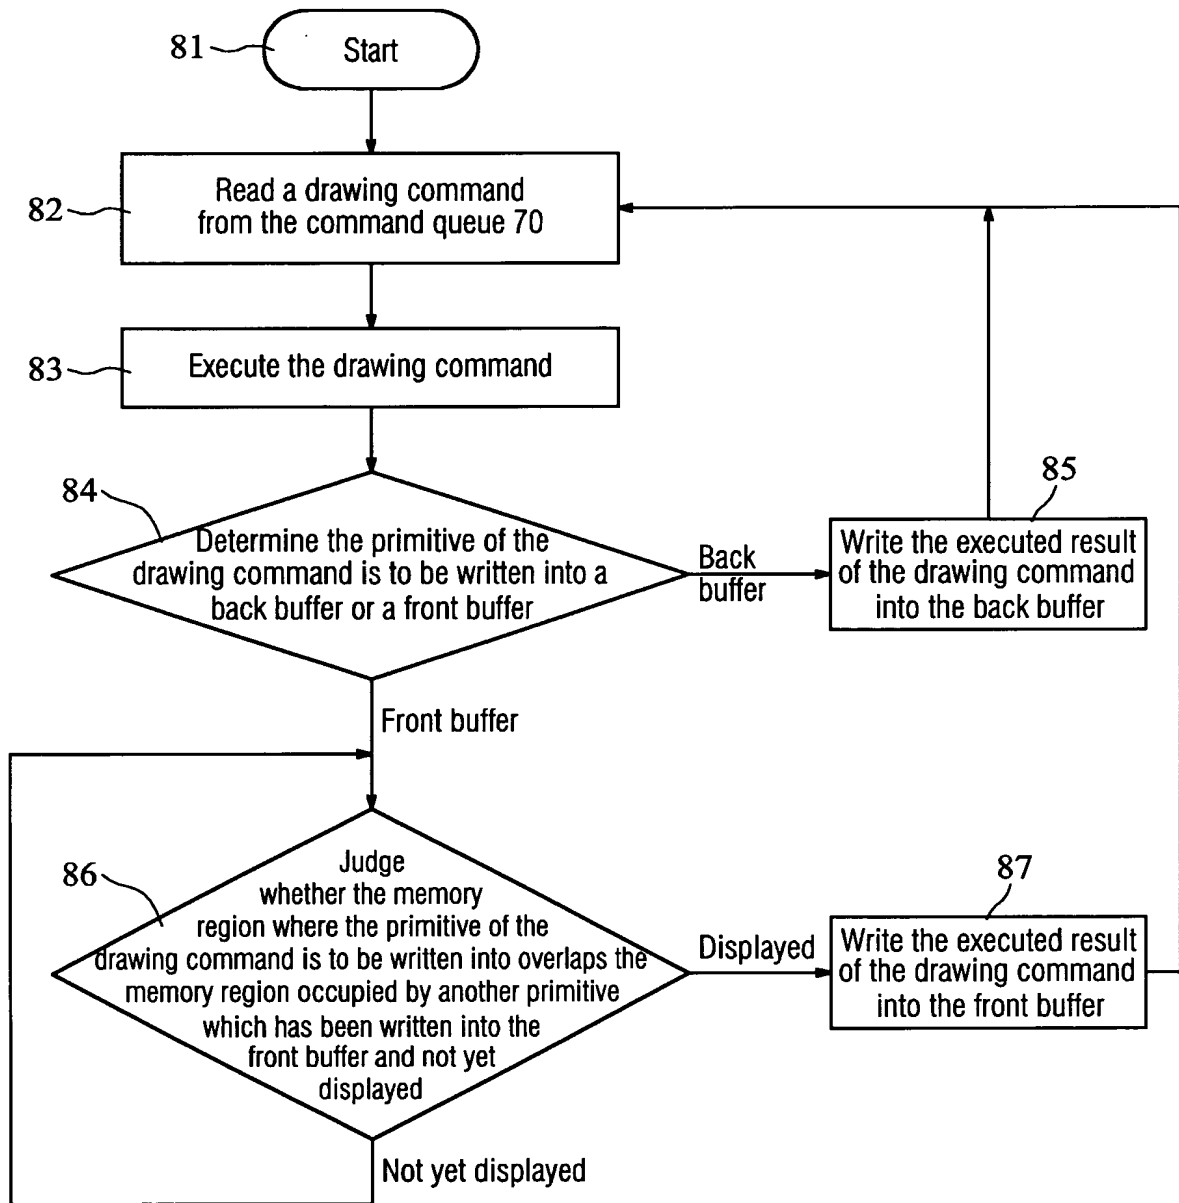 81
Start
82
Read a drawing command
from the command queue 70
83
Execute the drawing command
84
Determine the primitive of the
drawing command is to be written into a
back buffer or a front buffer
Back
buffer
85
Write the executed result
of the drawing command
into the back buffer
Front buffer
86
Judge
whether the memory
region where the primitive of the
drawing command is to be written into overlaps the
memory region occupied by another primitive
which has been written into the
front buffer and not yet
displayed
Displayed
87
Write the executed result
of the drawing command
into the front buffer
Not yet displayed